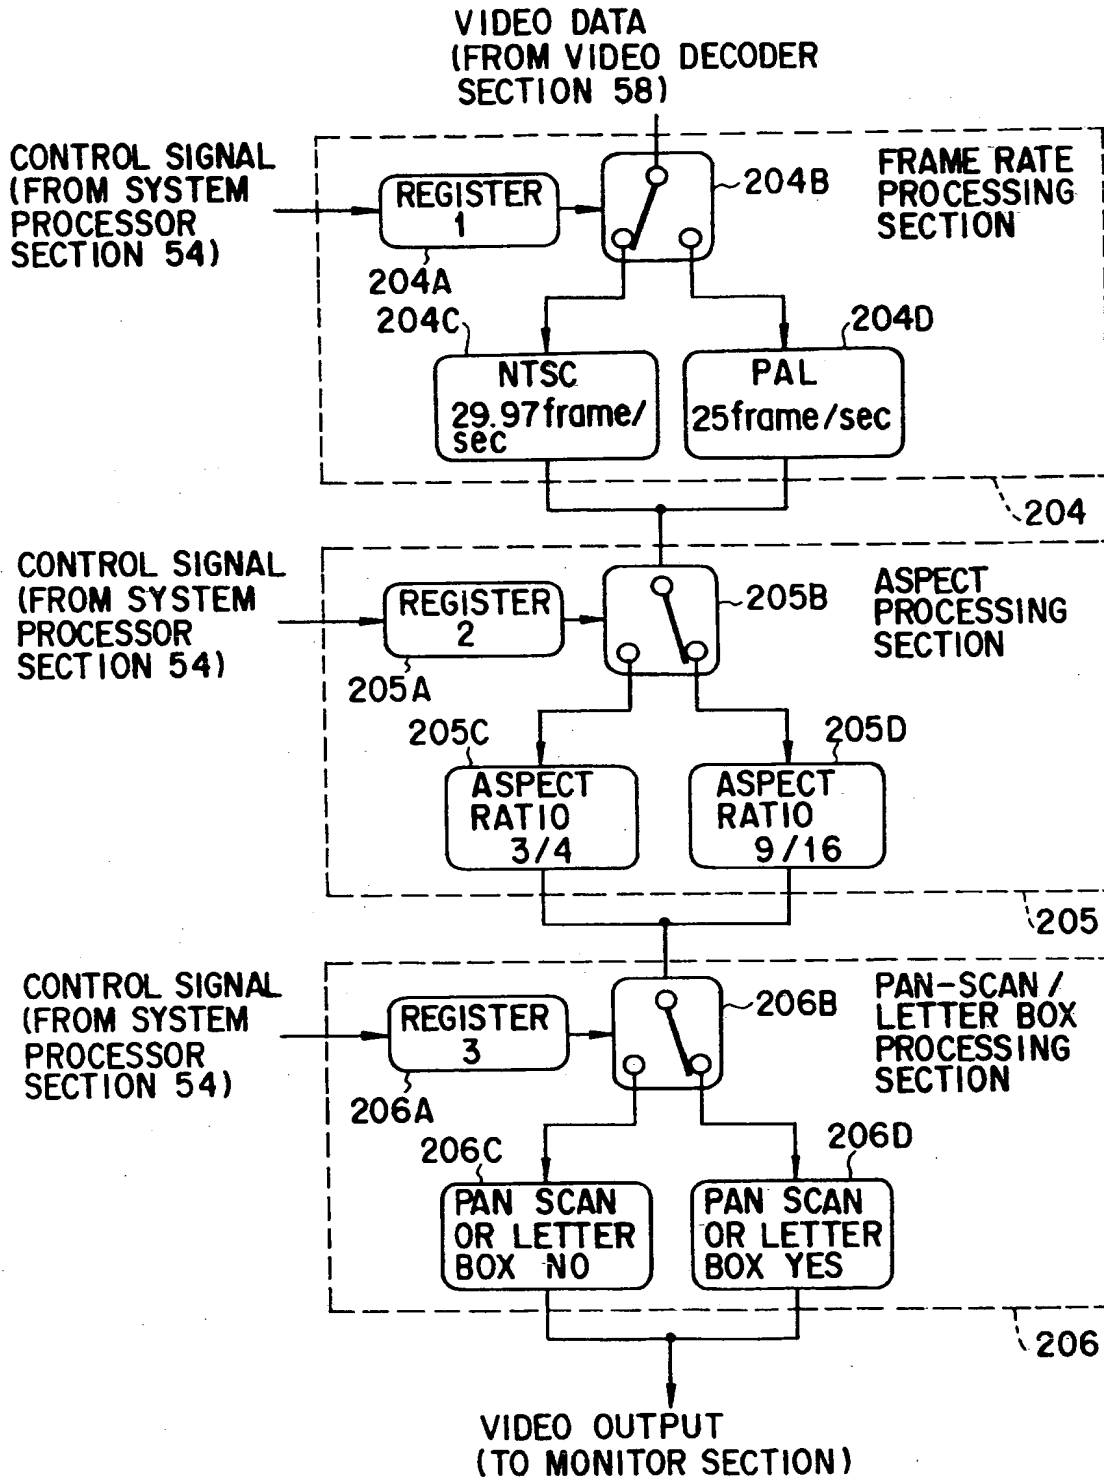 VIDEO DATA
(FROM VIDEO DECODER
SECTION 58)
CONTROL SIGNAL
(FROM SYSTEM
PROCESSOR
SECTION 54)
REGISTER
1
204A
204B
FRAME RATE
PROCESSING
SECTION
204C
NTSC
29.97frame/
sec
204D
PAL
25frame/sec
204
CONTROL SIGNAL
(FROM SYSTEM
PROCESSOR
SECTION 54)
REGISTER
2
205A
205B
ASPECT
PROCESSING
SECTION
205C
ASPECT
RATIO
3/4
205D
ASPECT
RATIO
9/16
205
CONTROL SIGNAL
(FROM SYSTEM
PROCESSOR
SECTION 54)
REGISTER
3
206A
206B
PAN-SCAN/
LETTER BOX
PROCESSING
SECTION
206C
PAN SCAN
OR LETTER
BOX NO
206D
PAN SCAN
OR LETTER
BOX YES
206
VIDEO OUTPUT
(TO MONITOR SECTION)